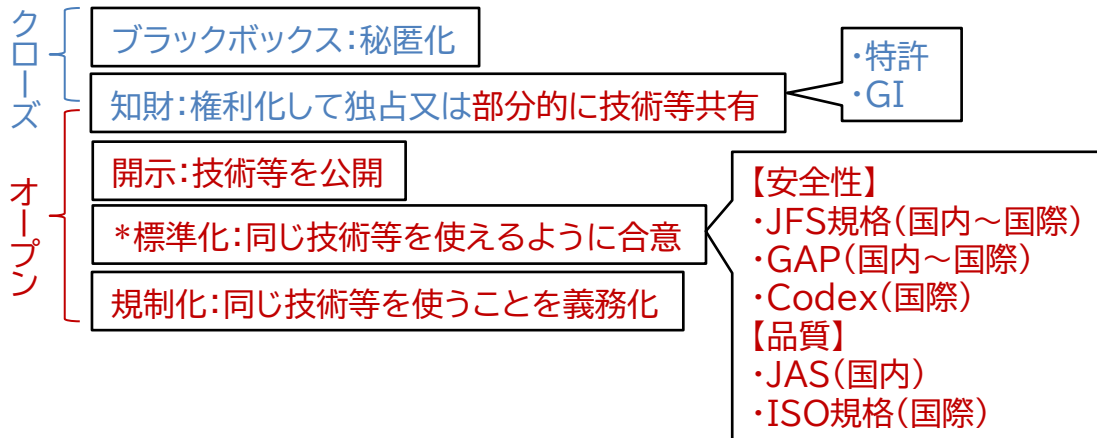 クローズ
ブラックボックス：秘匿化
知財：権利化して独占又は部分的に技術等共有
・特許
・GI
オープン
開示：技術等を公開
*標準化：同じ技術等を使えるように合意
規制化：同じ技術等を使うことを義務化
【安全性】
・JFS規格（国内～国際）
・GAP（国内～国際）
・Codex（国際）
【品質】
・JAS（国内）
・ISO規格（国際）